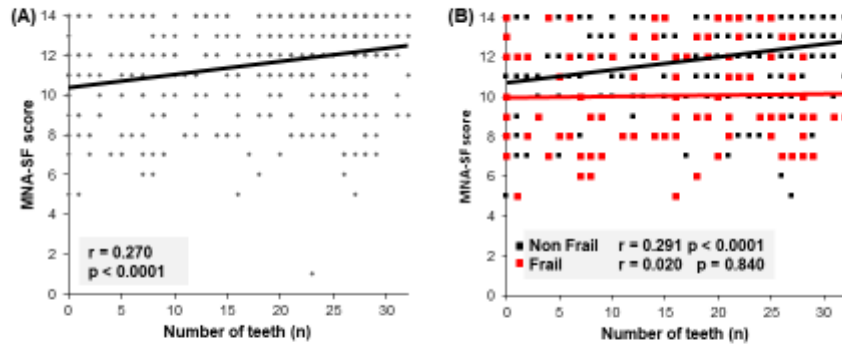 (A)
14
12
10
8
6
4
2
0
MNA-SF score
r = 0.270
p < 0.0001
0 5 10 15 20 25 30
Number of teeth (n)
(B)
14
12
10
8
6
4
2
0
MNA-SF score
Non Frail r = 0.291 p < 0.0001
Frail r = 0.020 p = 0.840
0 5 10 15 20 25 30
Number of teeth (n)